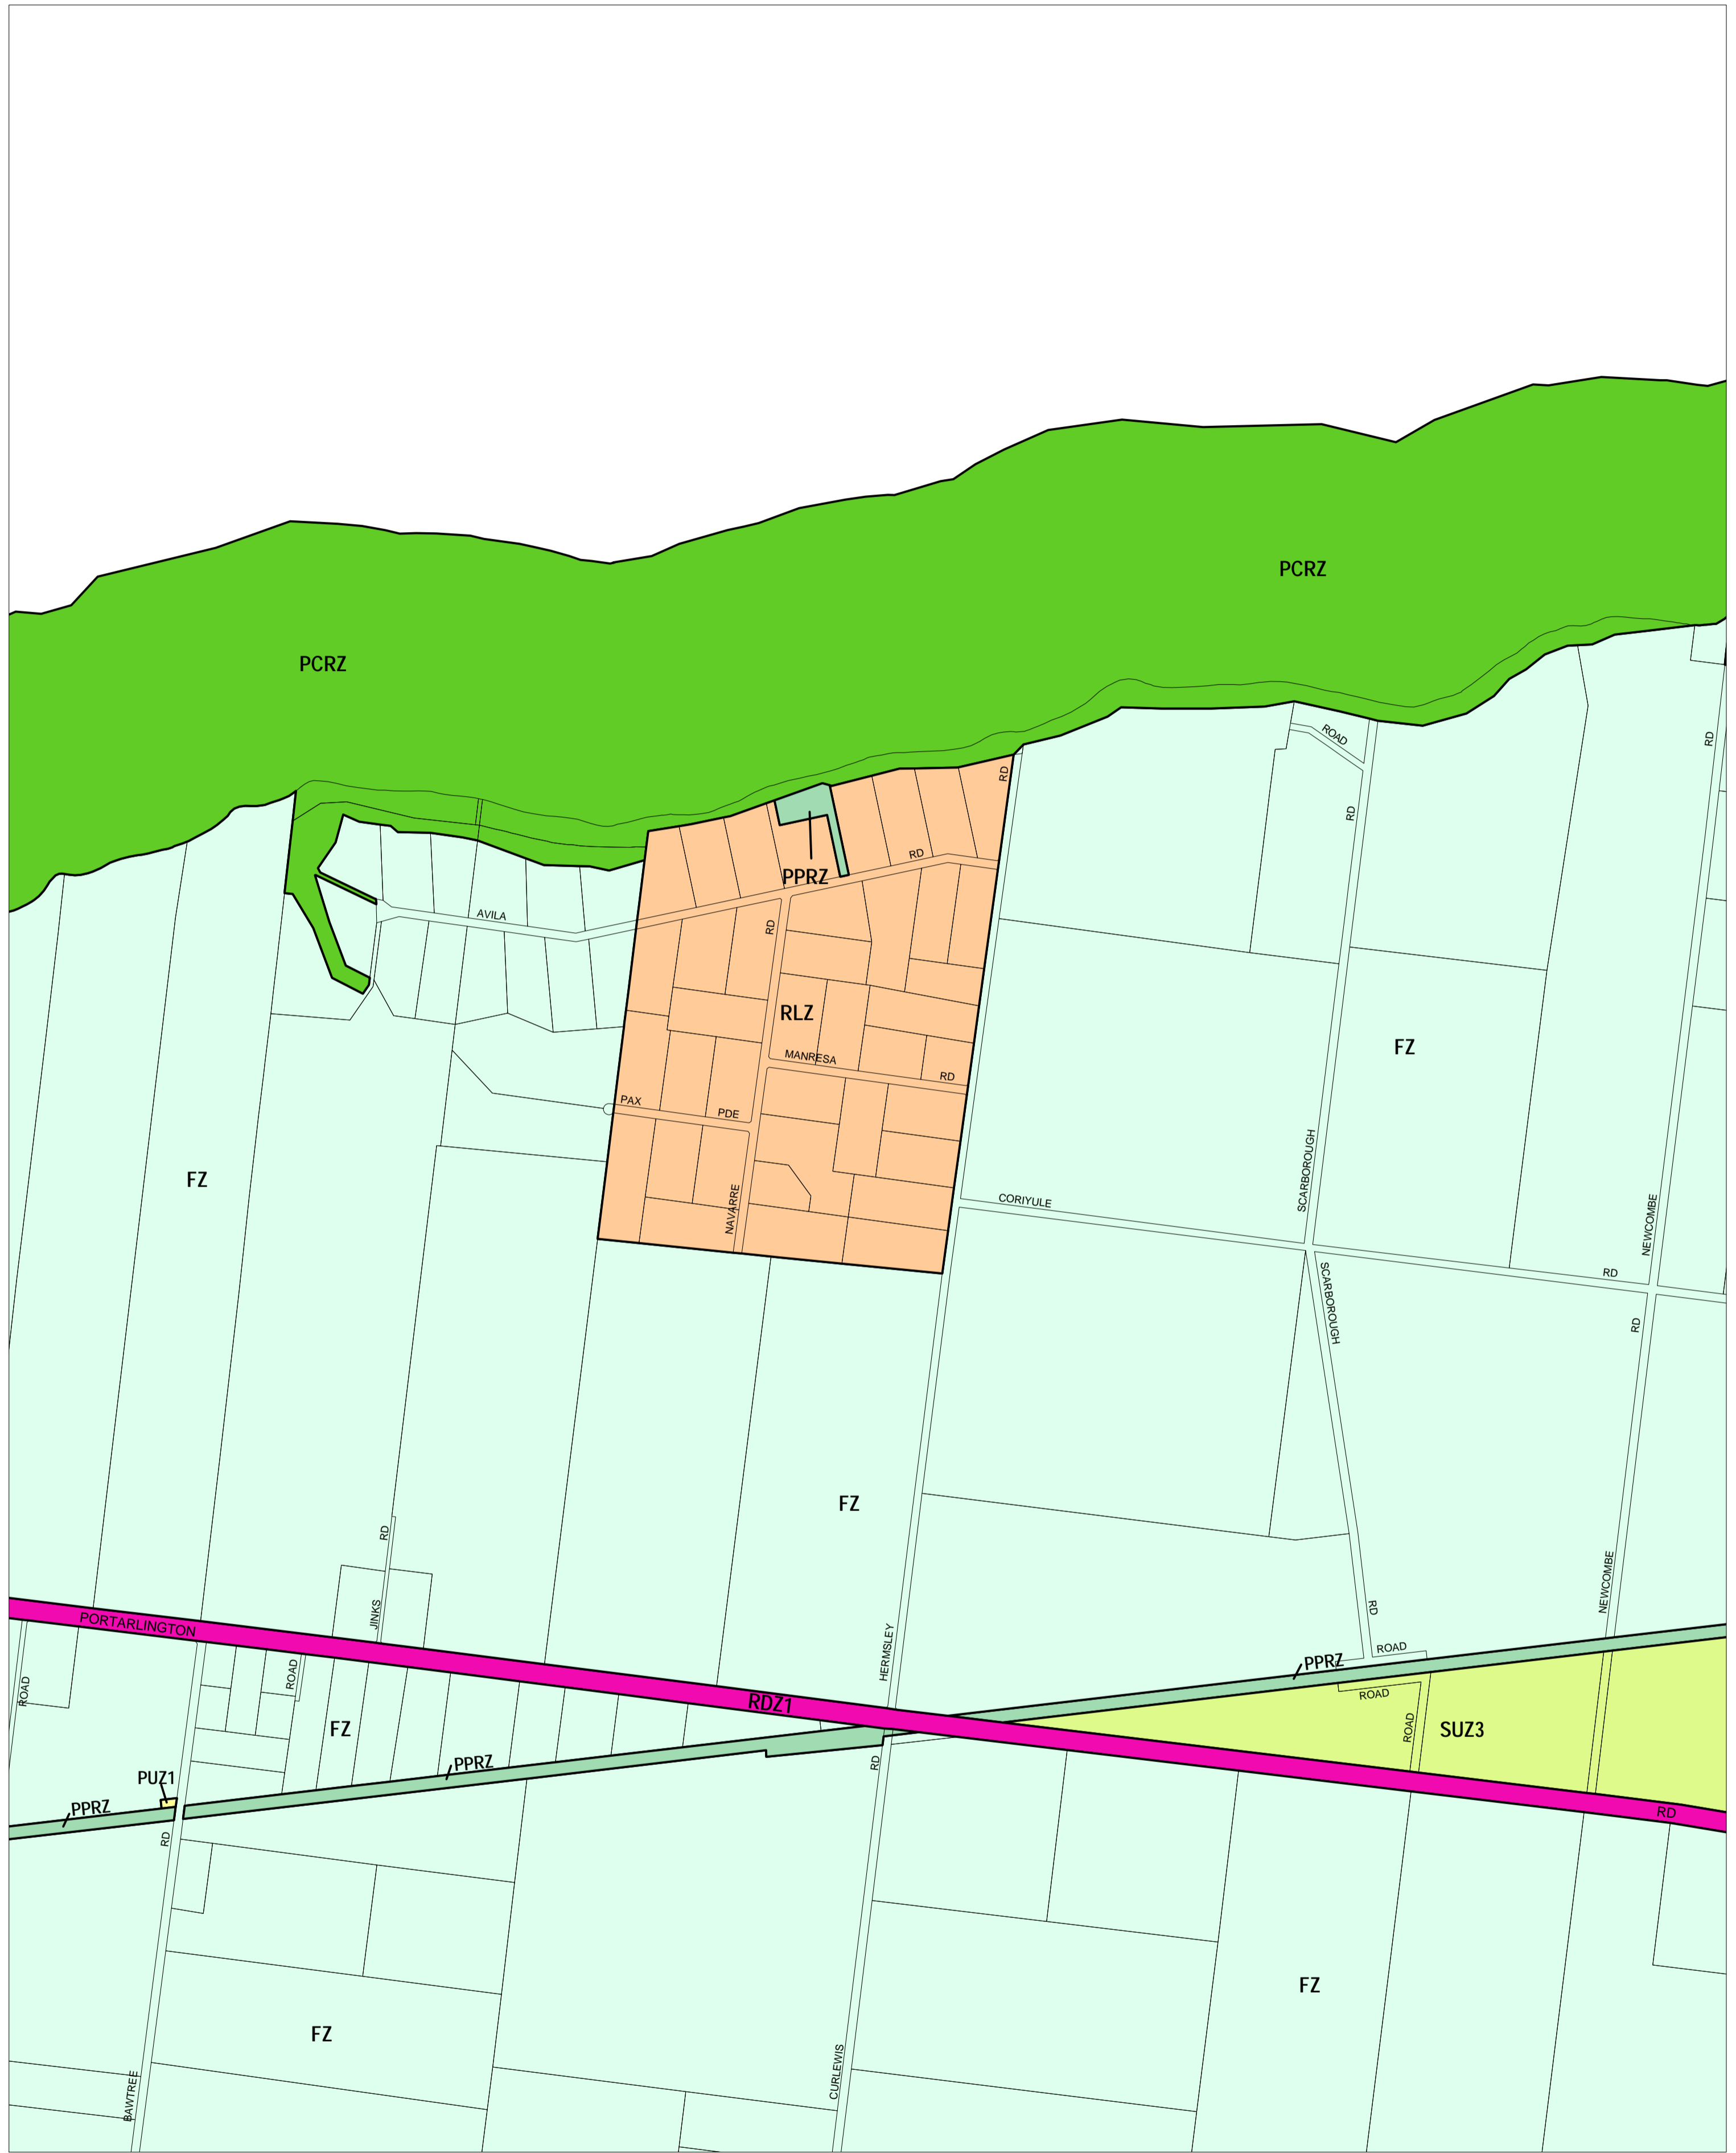 PCRZ
PCRZ
ROAD
RD
RD
RD
RD
PPRZ
AVILA
RD
RLZ
FZ
MANRESA
RD
PAX
PDE
FZ
SCARBOROUGH
CORIYULE
NAVARRE
NEWCOMBE
RD
SCARBOROUGH
RD
FZ
RD
NEWCOMBE
JINKS
RD
PORTARLINGTON
HERMSLEY
ROAD
PPRZ
ROAD
ROAD
ROAD
RDZ1
FZ
ROAD
SUZ3
PPRZ
RD
PUZ1
PPRZ
RD
RD
FZ
FZ
CURLEWIS
BAWTREE